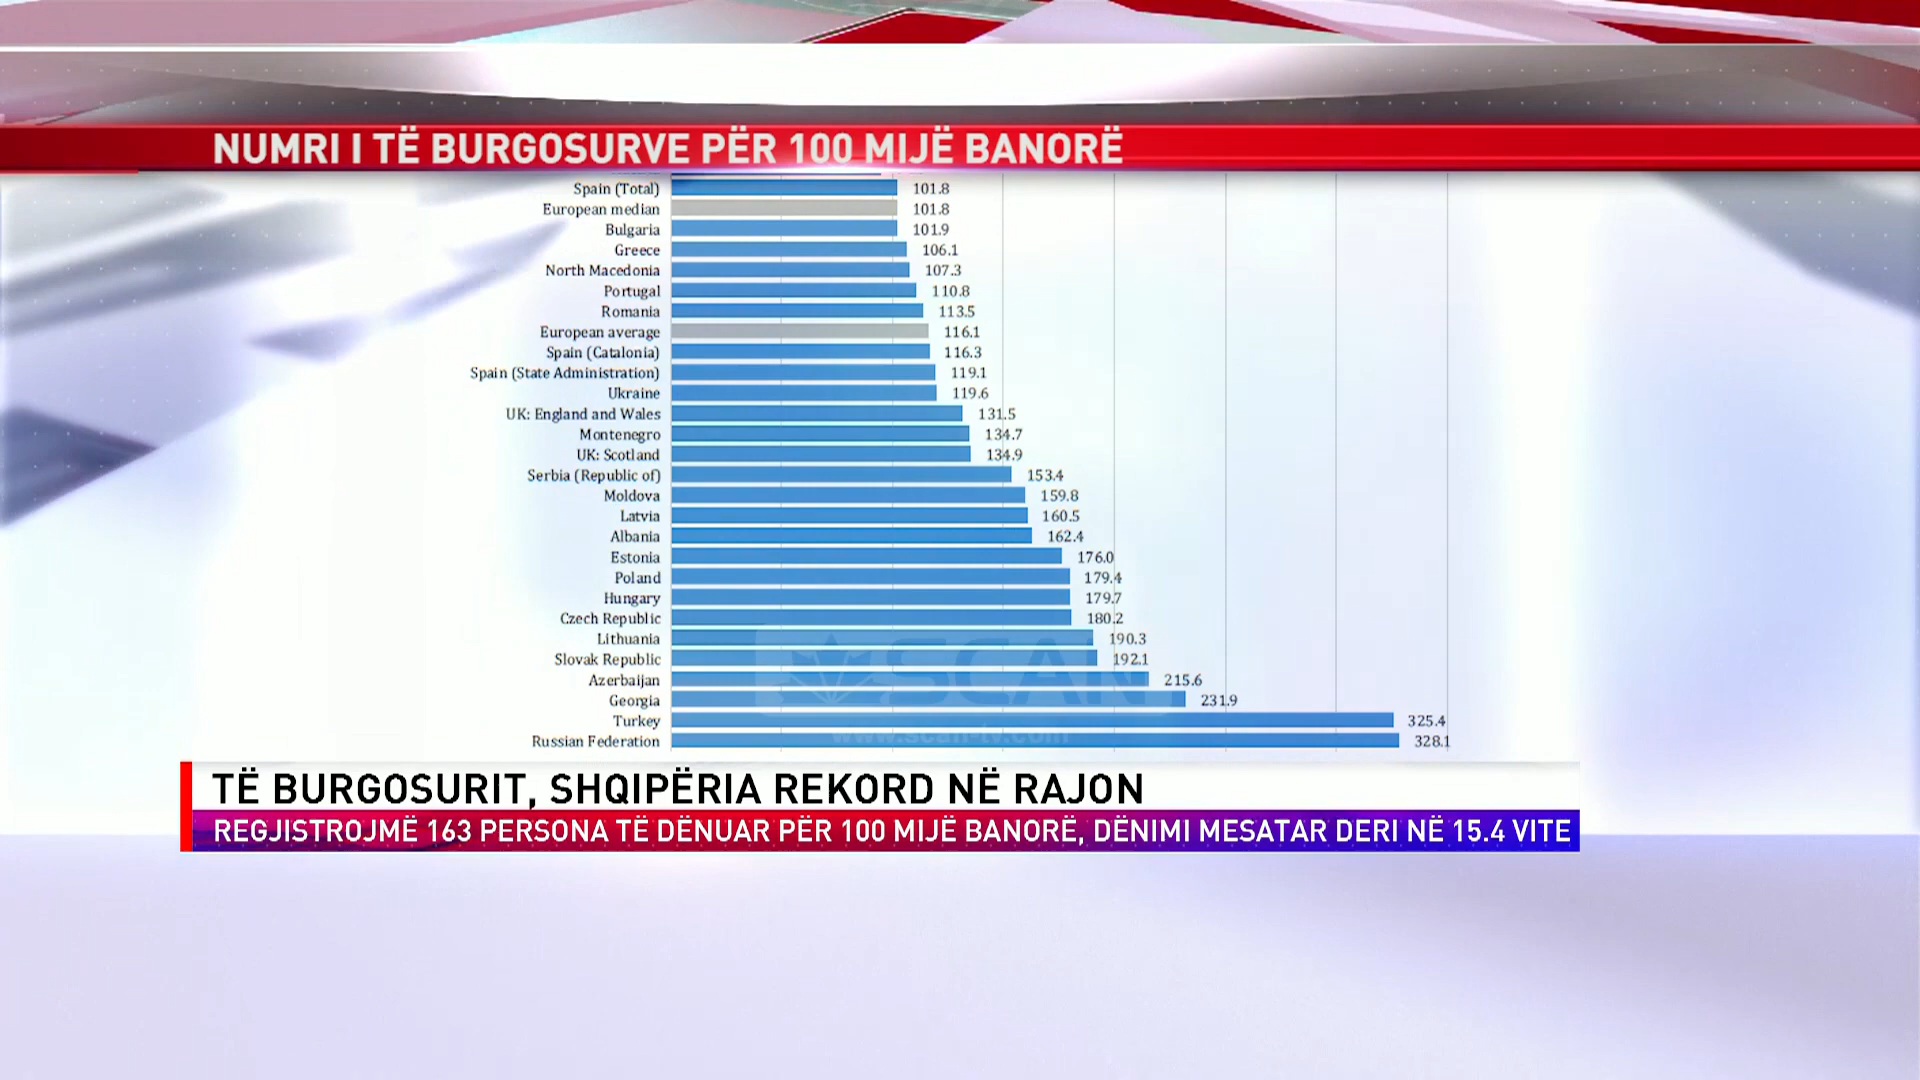 NUMRI I TË BURGOSURVE PËR 100 MIJË BANORË
Spain (Total) 101.8
European median 101.8
Bulgaria 101.9
Greece 106.1
North Macedonia 107.3
Portugal 110.8
Romania 113.5
European average 116.1
Spain (Catalonia) 116.3
Spain (State Administration) 119.1
Ukraine 119.6
UK: England and Wales 131.5
Montenegro 134.7
UK: Scotland 134.9
Serbia (Republic of) 153.4
Moldova 159.8
Latvia 160.5
Albania 162.4
Estonia 176.0
Poland 179.4
Hungary 179.7
Czech Republic 180.2
Lithuania 190.3
Slovak Republic 192.1
Azerbaijan 215.6
Georgia 231.9
Turkey 325.4
Russian Federation 328.1
SCAN
www.scan-tv.com
TË BURGOSURIT, SHQIPËRIA REKORD NË RAJON
REGJISTROJMË 163 PERSONA TË DËNUAR PËR 100 MIJË BANORË, DËNIMI MESATAR DERI NË 15.4 VITE